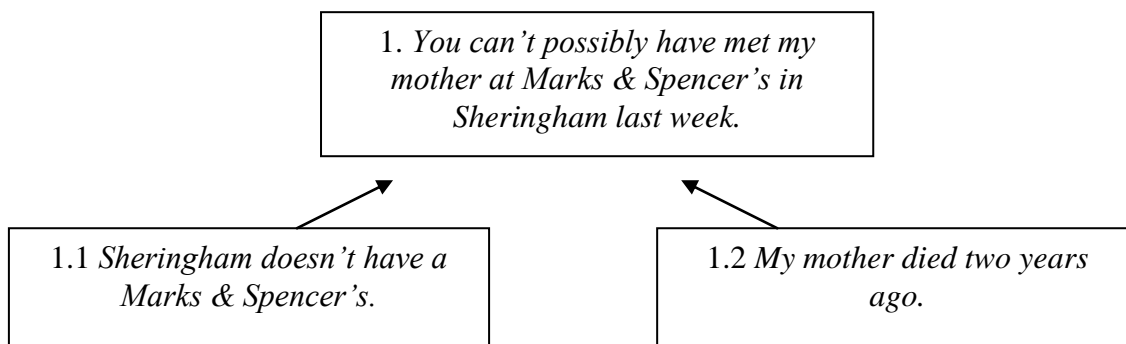 1. You can’t possibly have met my
mother at Marks & Spencer’s in
Sheringham last week.
1.1 Sheringham doesn’t have a
Marks & Spencer’s.
1.2 My mother died two years
ago.